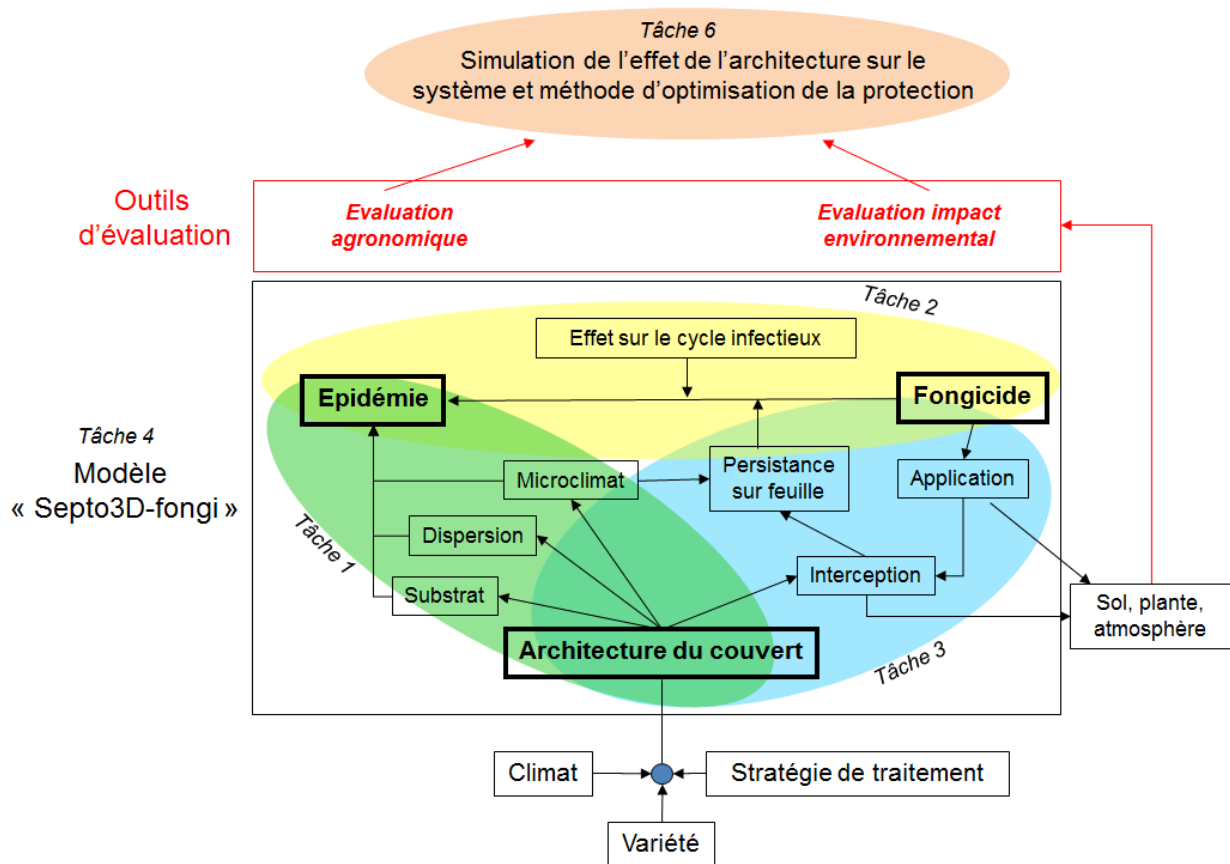 Tâche 6
Simulation de l'effet de l'architecture sur le
système et méthode d'optimisation de la protection
Outils
d'évaluation
Evaluation
agronomique
Evaluation impact
environnemental
Tâche 2
Effet sur le cycle infectieux
Epidémie
Fongicide
Tâche 4
Modèle
« Septo3D-fongi »
Microclimat
Persistance
sur feuille
Application
Tâche 1
Dispersion
Substrat
Interception
Sol, plante,
atmosphère
Architecture du couvert
Tâche 3
Climat
Stratégie de traitement
Variété